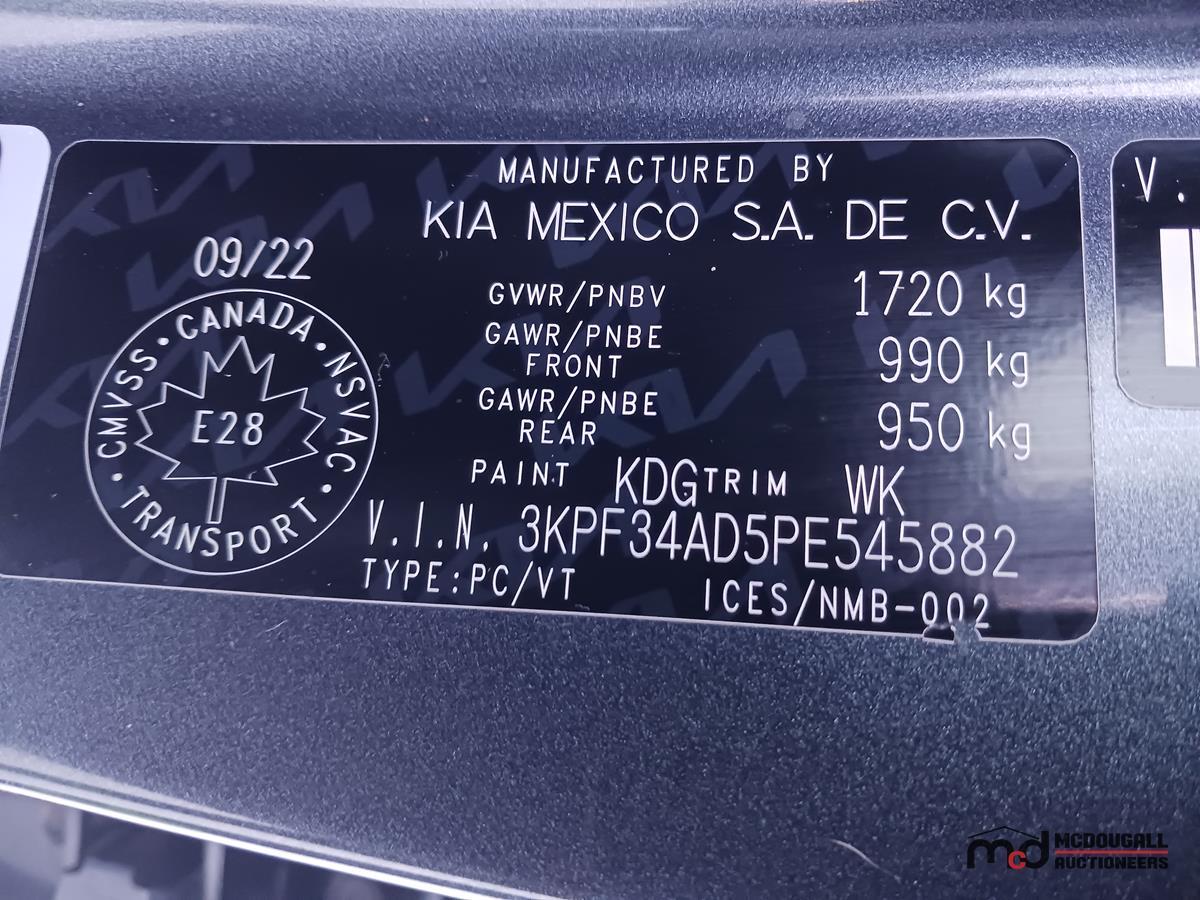 MANUFACTURED BY
KIA MEXICO S.A. DE C.V.
09/22
GVWR/PNBV 1720 kg
GAWR/PNBE
FRONT 990 kg
GAWR/PNBE
REAR 950 kg
PAINT KDG TRIM WK
V.I.N. 3KPF34AD5PE545882
TYPE:PC/VT ICES/NMB-002
CMVSS • CANADA • NSVAC • TRANSPORT •
E28
V.
mcd MCDOUGALL
AUCTIONEERS